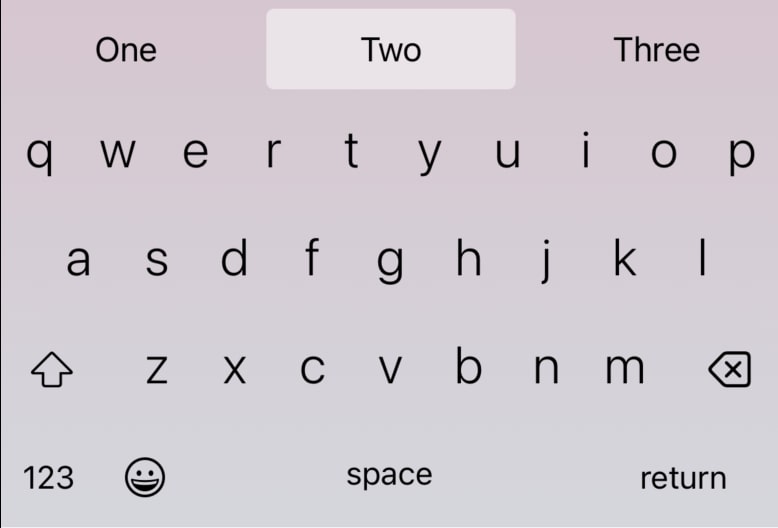 One Two Three
q w e r t y u i o p
a s d f g h j k l
z x c v b n m
123 space return